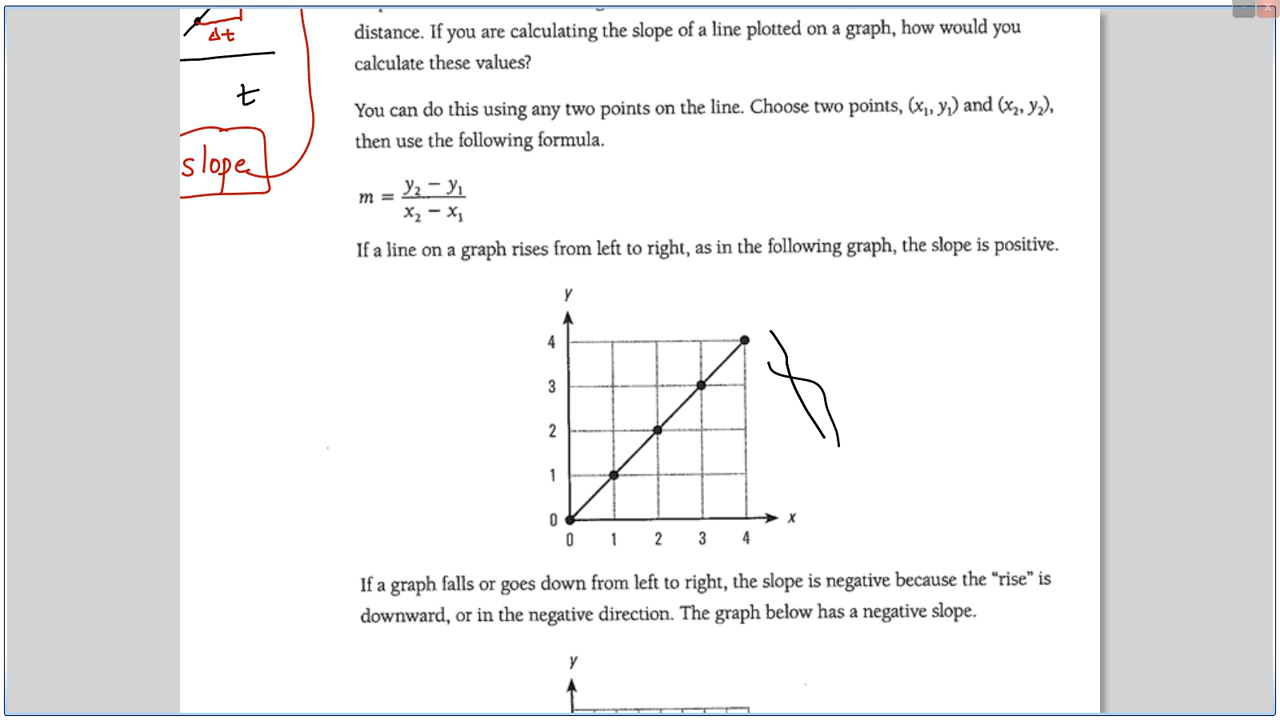 Δt
distance. If you are calculating the slope of a line plotted on a graph, how would you
calculate these values?
t
You can do this using any two points on the line. Choose two points, (x₁, y₁) and (x₂, y₂),
then use the following formula.
slope
m = (y₂ − y₁) / (x₂ − x₁)
If a line on a graph rises from left to right, as in the following graph, the slope is positive.
y
4
3
2
1
0
x
0 1 2 3 4
If a graph falls or goes down from left to right, the slope is negative because the “rise” is
downward, or in the negative direction. The graph below has a negative slope.
y